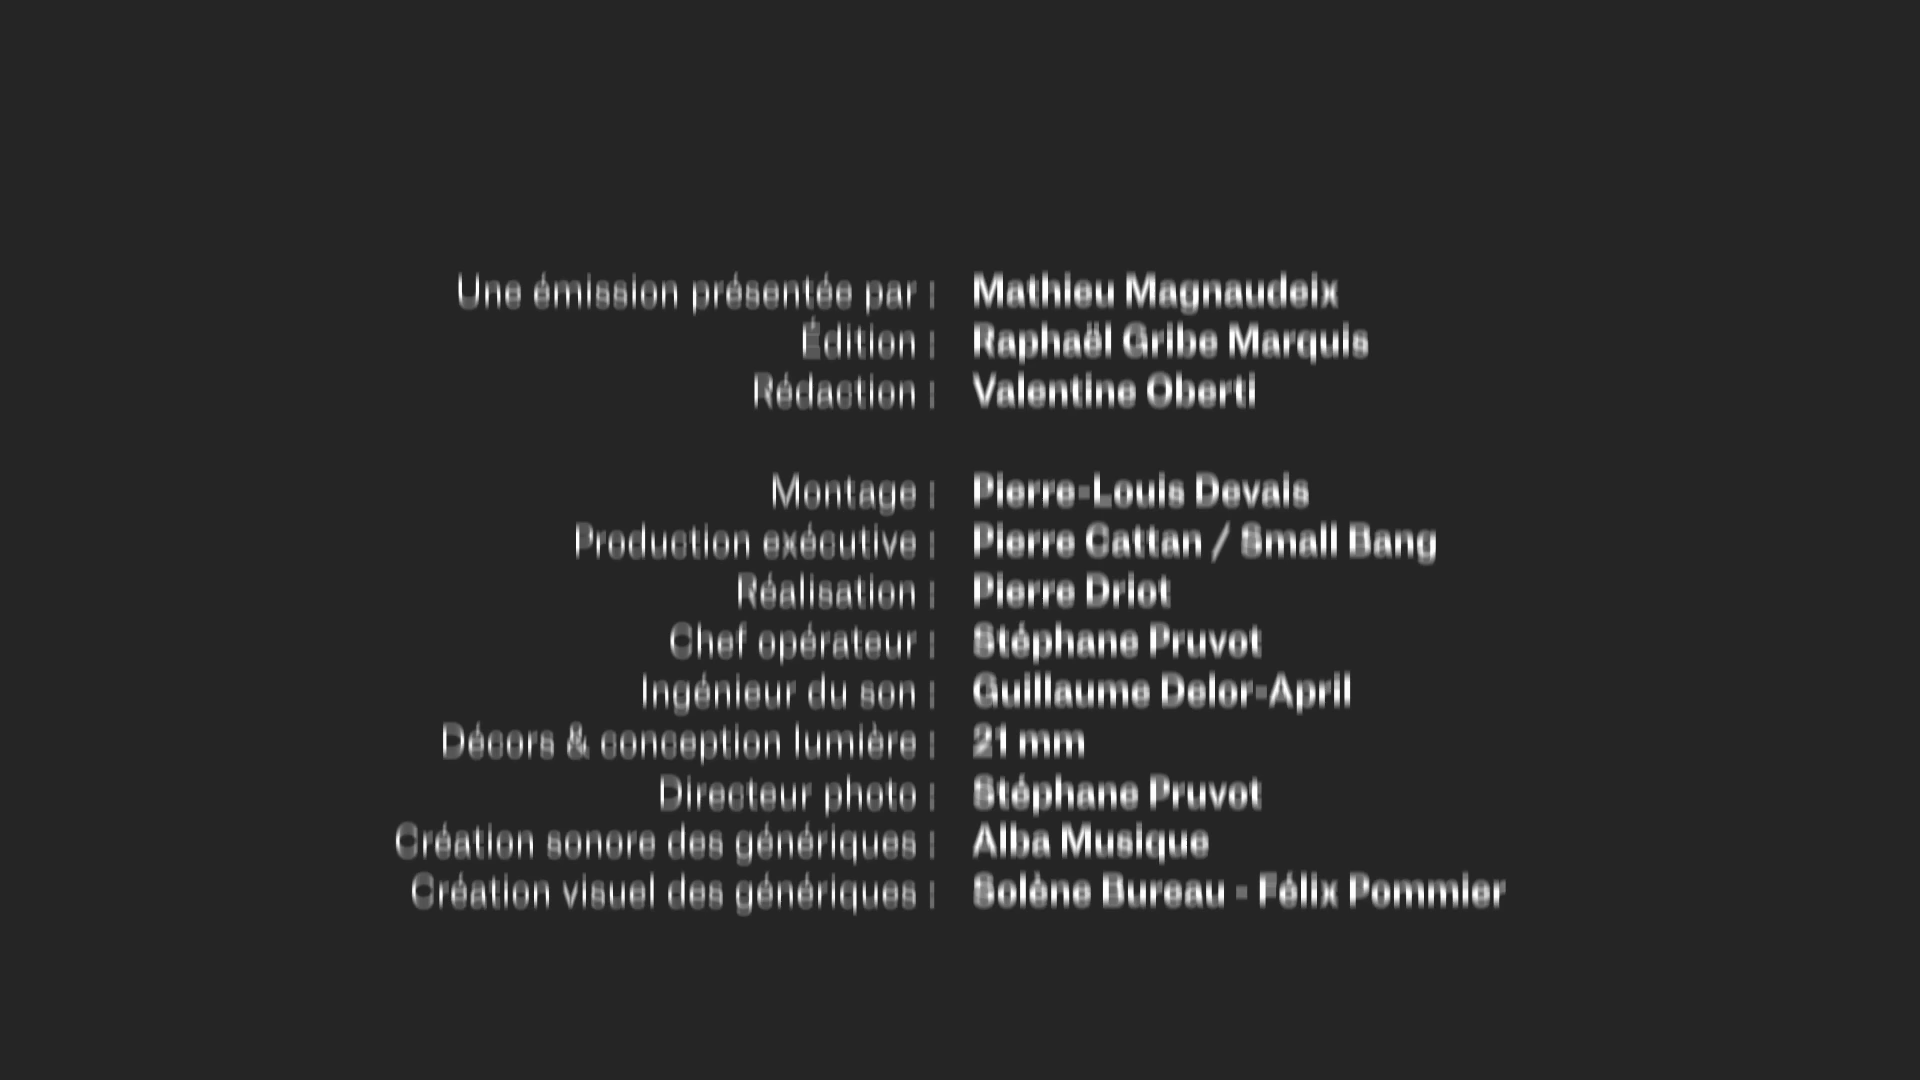 Une émission présentée par : Mathieu Magnaudeix
Édition : Raphaël Gribe Marquis
Rédaction : Valentine Oberti
Montage : Pierre-Louis Devais
Production exécutive : Pierre Cattan / Small Bang
Réalisation : Pierre Driot
Chef opérateur : Stéphane Pruvot
Ingénieur du son : Guillaume Delor-April
Décors & conception lumière : 21 mm
Directeur photo : Stéphane Pruvot
Création sonore des génériques : Alba Musique
Création visuel des génériques : Solène Bureau - Félix Pommier